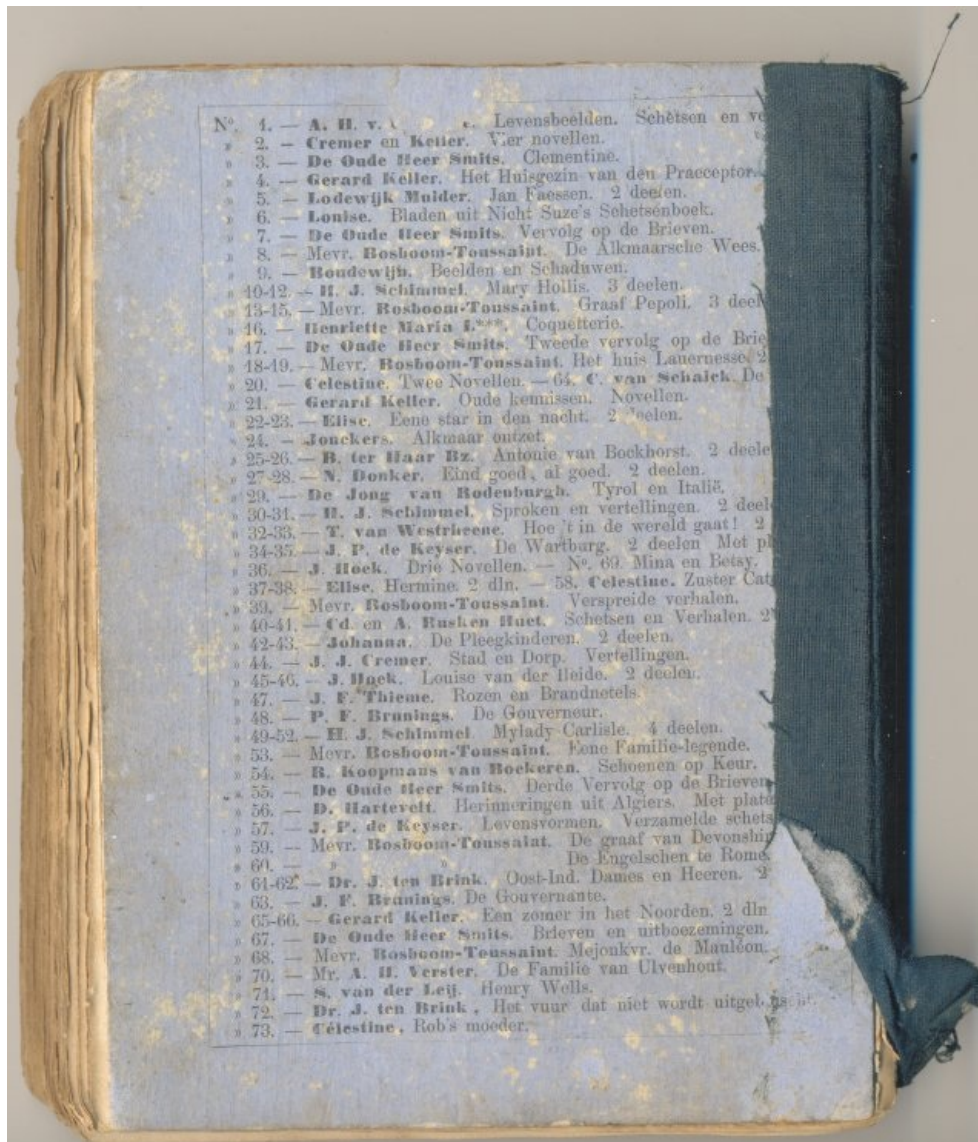 Nº. 1. — A. H. v. Levensbeelden. Schetsen en
» 2. — Cremer en Keller. Vier novellen.
» 3. — De Oude Heer Smits. Clementine.
» 4. — Gerard Keller. Het Huisgezin van den Praeceptor.
» 5. — Lodewijk Mulder. Jan Faessen. 2 deelen.
» 6. — Louise. Bladen uit Nicht Suze's Schetsenboek.
» 7. — De Oude Heer Smits. Vervolg op de Brieven.
» 8. — Mevr. Bosboom-Toussaint. De Alkmaarsche Wees.
» 9. — Boudewijn. Beelden en Schaduwen.
» 10-12. — H. J. Schimmel. Mary Hollis. 3 deelen.
» 13-15. — Mevr. Bosboom-Toussaint. Graaf Pepoli. 3 deel
» 16. — Henriette Maria L***. Coquetterie.
» 17. — De Oude Heer Smits. Tweede vervolg op de Brie
» 18-19. — Mevr. Bosboom-Toussaint. Het huis Lauernesse. 2
» 20. — Celestine. Twee Novellen. — 64. C. van Schaick. De
» 21. — Gerard Keller. Oude kennissen. Novellen.
» 22-23. — Elise. Eene star in den nacht. 2 deelen.
» 24. — Jonckers. Alkmaar ontzet.
» 25-26. — B. ter Haar Bz. Antonie van Bockhorst. 2 deele
» 27-28. — N. Donker. Eind goed, al goed. 2 deelen.
» 29. — De Jong van Rodenburgh. Tyrol en Italië.
» 30-31. — H. J. Schimmel. Sproken en vertellingen. 2 deel
» 32-33. — T. van Westrheene. Hoe 't in de wereld gaat! 2
» 34-35. — J. P. de Keyser. De Wartburg. 2 deelen Met pl
» 36. — J. Hoek. Drie Novellen. — Nº. 69. Mina en Betsy.
» 37-38. — Elise. Hermine. 2 dln. — 58. Celestine. Zuster Cat
» 39. — Mevr. Bosboom-Toussaint. Verspreide verhalen.
» 40-41. — Cd. en A. Busken Huet. Schetsen en Verhalen. 2
» 42-43. — Johanna. De Pleegkinderen. 2 deelen.
» 44. — J. J. Cremer. Stad en Dorp. Vertellingen.
» 45-46. — J. Hoek. Louise van der Heide. 2 deelen.
» 47. — J. F. Thieme. Rozen en Brandnetels.
» 48. — P. F. Brunings. De Gouverneur.
» 49-52. — H. J. Schimmel. Mylady Carlisle. 4 deelen.
» 53. — Mevr. Bosboom-Toussaint. Eene Familie-legende.
» 54. — R. Koopmans van Boekeren. Schoenen op Keur.
» 55. — De Oude Heer Smits. Derde Vervolg op de Brieven
» 56. — D. Hartevelt. Herinneringen uit Algiers. Met plate
» 57. — J. P. de Keyser. Levensvormen. Verzamelde schets
» 59. — Mevr. Bosboom-Toussaint. De graaf van Devonshir
» 60. — » » De Engelschen te Rome.
» 61-62. — Dr. J. ten Brink. Oost-Ind. Dames en Heeren. 2
» 63. — J. F. Brunings. De Gouvernante.
» 65-66. — Gerard Keller. Een zomer in het Noorden. 2 dln
» 67. — De Oude Heer Smits. Brieven en uitboezemingen.
» 68. — Mevr. Bosboom-Toussaint. Mejonkvr. de Mauléon.
» 70. — Mr. A. H. Verster. De Familie van Ulvenhout.
» 71. — S. van der Leij. Henry Wells.
» 72. — Dr. J. ten Brink, Het vuur dat niet wordt
» 73. — Célestine, Rob's moeder.